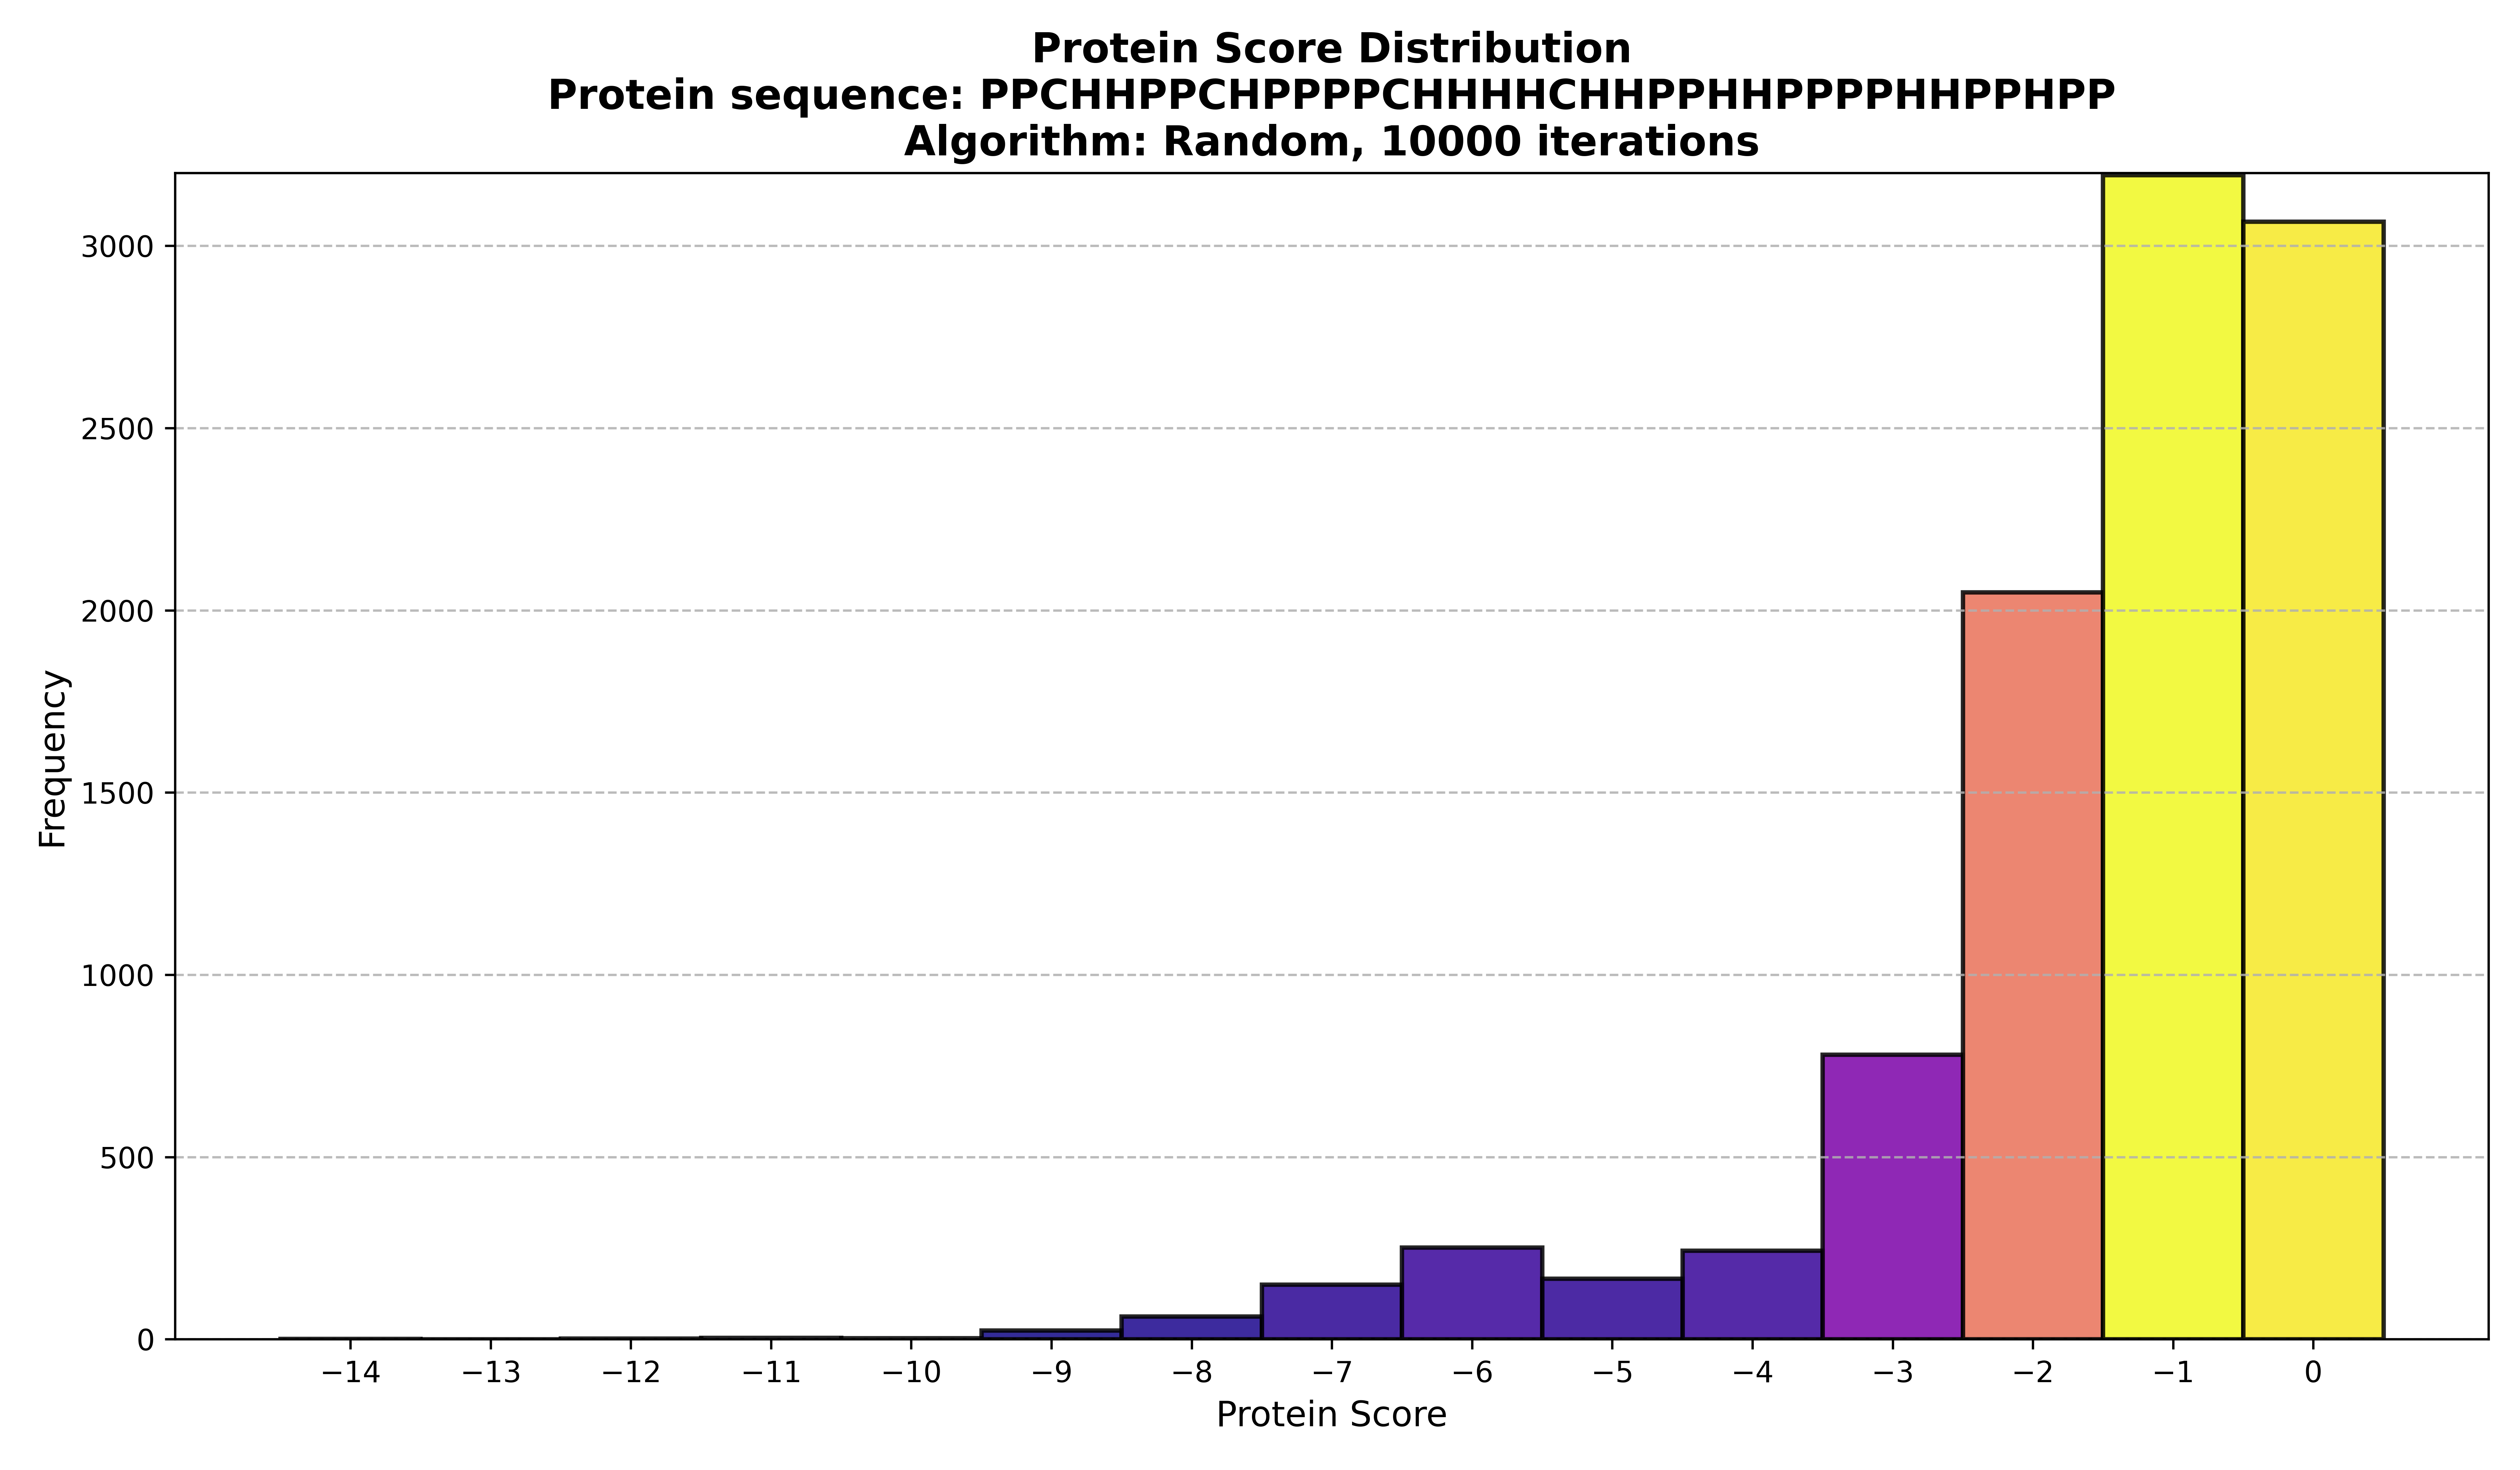 Protein Score Distribution
Protein sequence: PPCHHPPCHPPPPCHHHHCHHPPHHPPPPHHPPHPP
Algorithm: Random, 10000 iterations
3000
2500
2000
1500
1000
500
0
Frequency
−14 −13 −12 −11 −10 −9 −8 −7 −6 −5 −4 −3 −2 −1 0
Protein Score